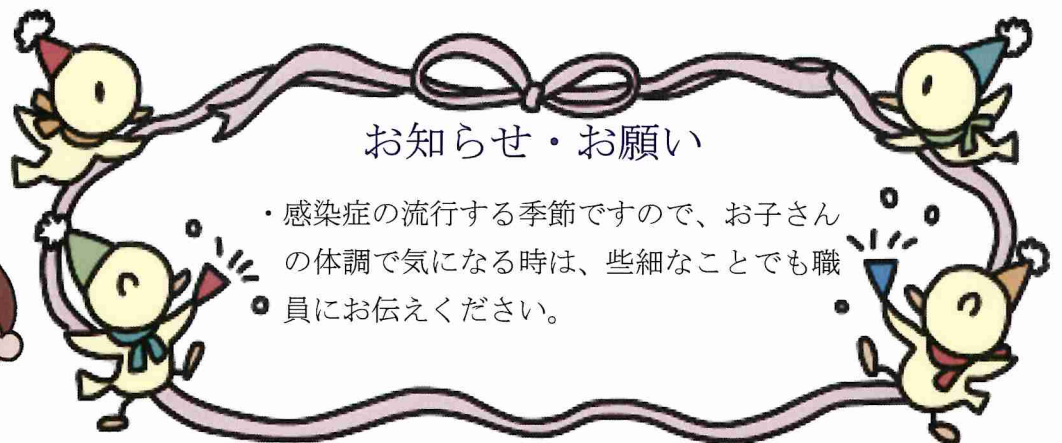 お知らせ・お願い
・感染症の流行する季節ですので、お子さん
の体調で気になる時は、些細なことでも職
員にお伝えください。